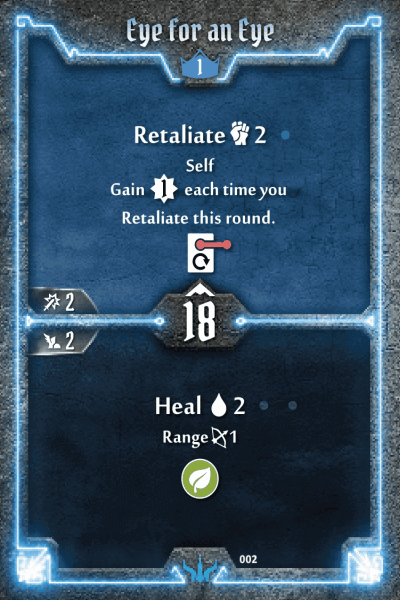 Eye for an Eye
1
Retaliate 2
Self
Gain 1 each time you
Retaliate this round.
2
18
2
Heal 2
Range 1
002